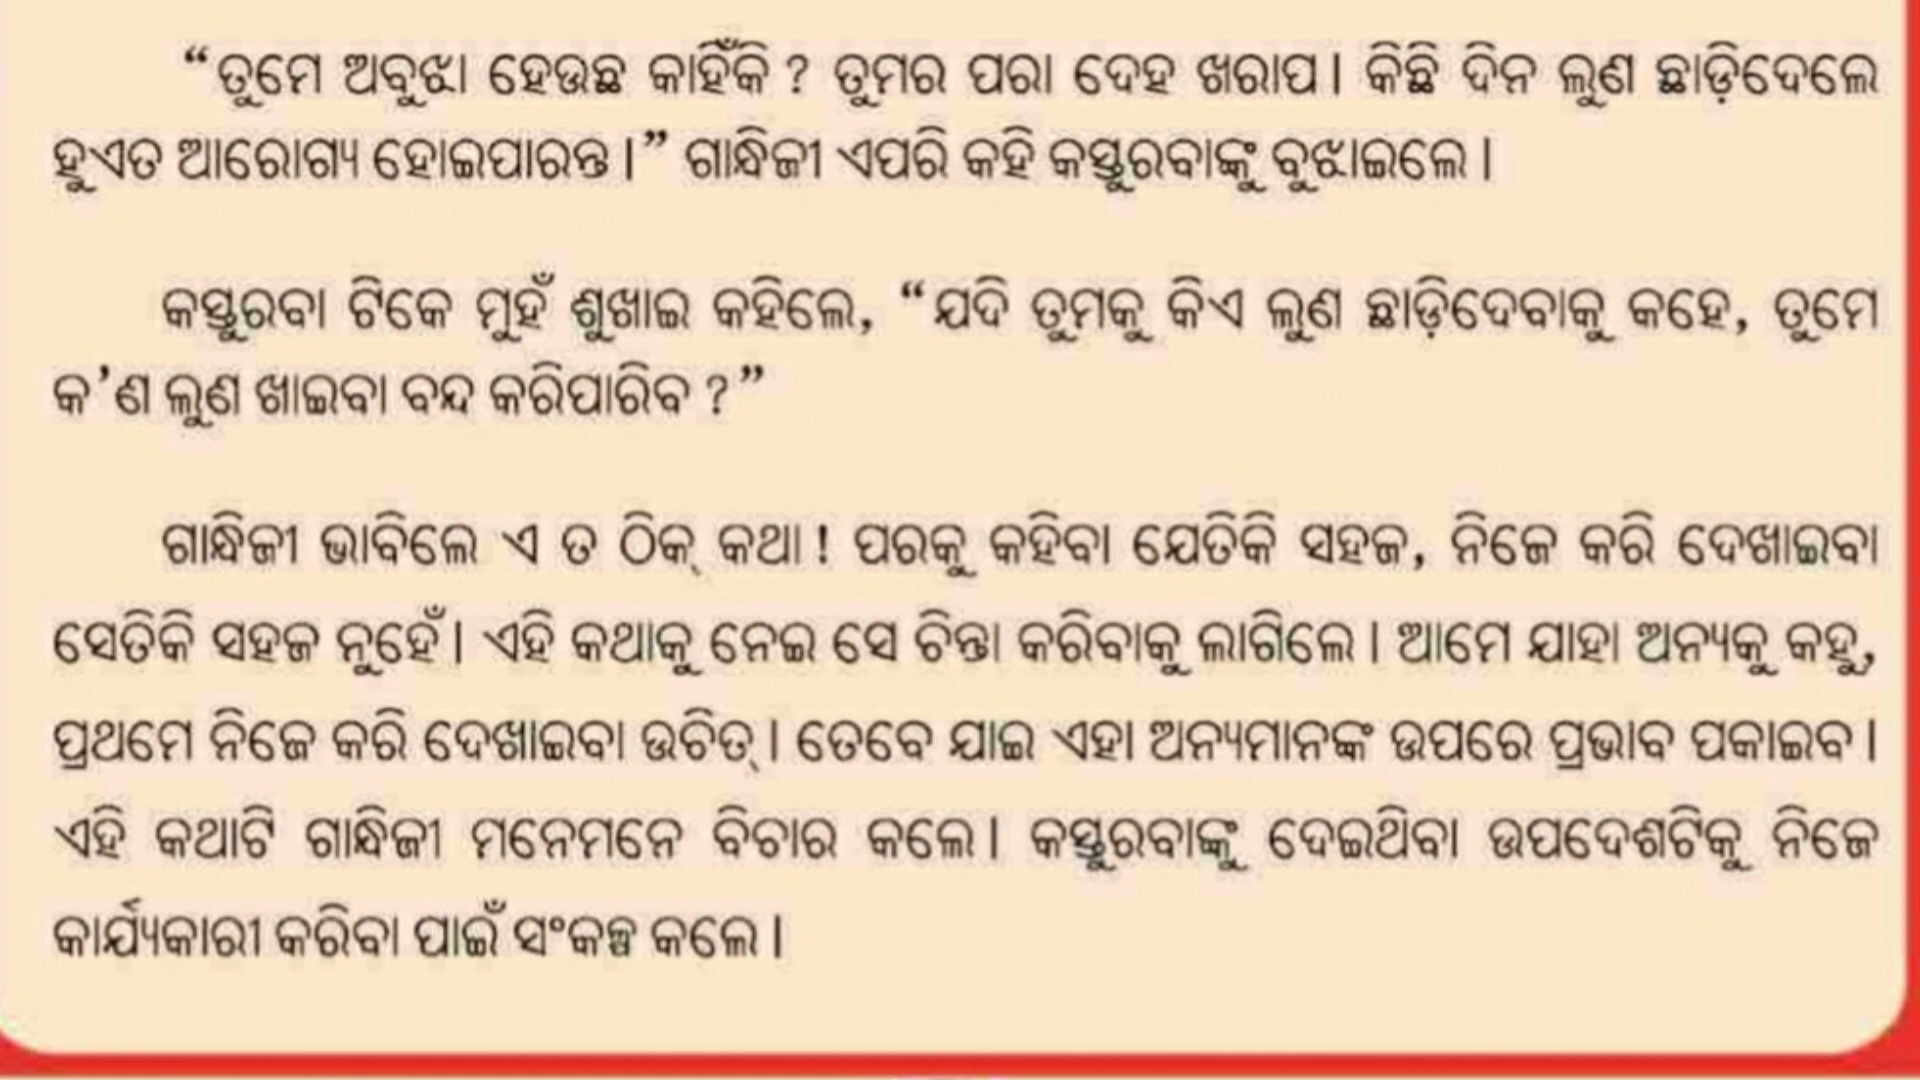 “ତୁମେ ଅବୁଝା ହେଉଛ କାହିଁକି ? ତୁମର ପରା ଦେହ ଖରାପ। କିଛି ଦିନ ଲୁଣ ଛାଡ଼ିଦେଲେ
ହୁଏତ ଆରୋଗ୍ୟ ହୋଇପାରନ୍ତ।” ଗାନ୍ଧିଜୀ ଏପରି କହି କସ୍ତୁରବାଙ୍କୁ ବୁଝାଇଲେ।
କସ୍ତୁରବା ଟିକେ ମୁହଁ ଶୁଖାଇ କହିଲେ, “ଯଦି ତୁମକୁ କିଏ ଲୁଣ ଛାଡ଼ିଦେବାକୁ କହେ, ତୁମେ
କ’ଣ ଲୁଣ ଖାଇବା ବନ୍ଦ କରିପାରିବ ?”
ଗାନ୍ଧିଜୀ ଭାବିଲେ ଏ ତ ଠିକ୍ କଥା ! ପରକୁ କହିବା ଯେତିକି ସହଜ, ନିଜେ କରି ଦେଖାଇବା
ସେତିକି ସହଜ ନୁହେଁ। ଏହି କଥାକୁ ନେଇ ସେ ଚିନ୍ତା କରିବାକୁ ଲାଗିଲେ। ଆମେ ଯାହା ଅନ୍ୟକୁ କହୁ,
ପ୍ରଥମେ ନିଜେ କରି ଦେଖାଇବା ଉଚିତ୍। ତେବେ ଯାଇ ଏହା ଅନ୍ୟମାନଙ୍କ ଉପରେ ପ୍ରଭାବ ପକାଇବ।
ଏହି କଥାଟି ଗାନ୍ଧିଜୀ ମନେମନେ ବିଚାର କଲେ। କସ୍ତୁରବାଙ୍କୁ ଦେଇଥିବା ଉପଦେଶଟିକୁ ନିଜେ
କାର୍ଯ୍ୟକାରୀ କରିବା ପାଇଁ ସଂକଳ୍ପ କଲେ।